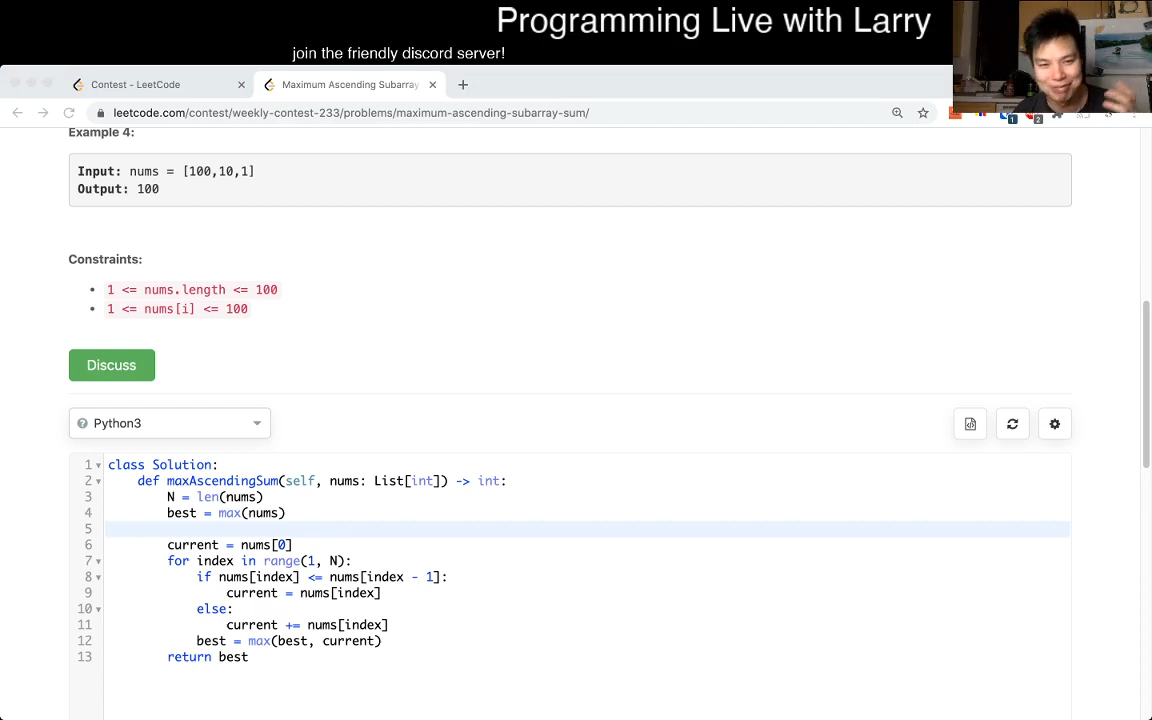 Programming Live with Larry
join the friendly discord server!
Contest – LeetCode
Maximum Ascending Subarray
leetcode.com/contest/weekly-contest-233/problems/maximum-ascending-subarray-sum/
1
2
Example 4:
Input: nums = [100,10,1]
Output: 100
Constraints:
1 <= nums.length <= 100
1 <= nums[i] <= 100
Discuss
Python3
1 class Solution:
2 def maxAscendingSum(self, nums: List[int]) -> int:
3 N = len(nums)
4 best = max(nums)
5
6 current = nums[0]
7 for index in range(1, N):
8 if nums[index] <= nums[index - 1]:
9 current = nums[index]
10 else:
11 current += nums[index]
12 best = max(best, current)
13 return best